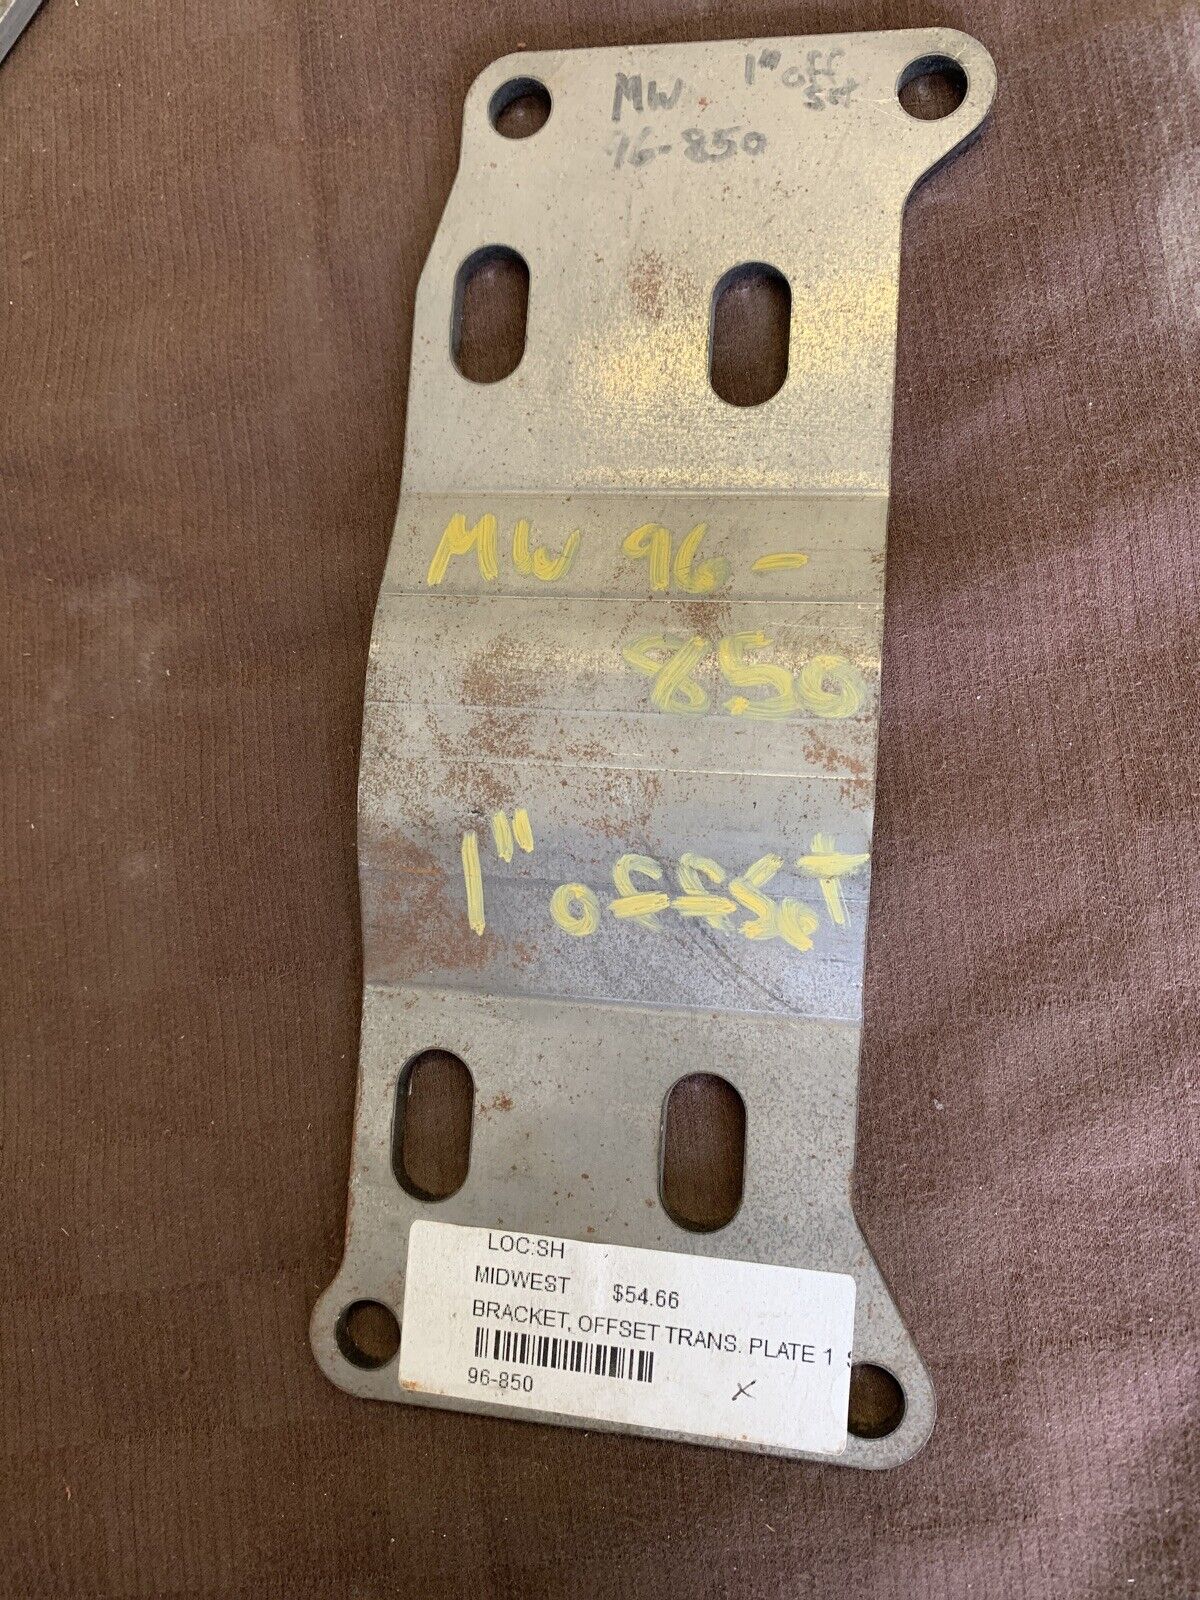 MW 1" off
set
96-850
MW 96-
850
1" offset
LOC:SH
MIDWEST $54.66
BRACKET, OFFSET TRANS. PLATE 1
96-850 X